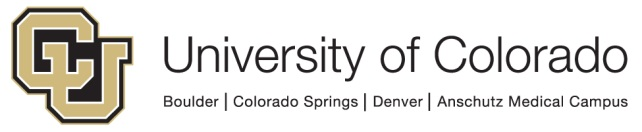 CU
University of Colorado
Boulder | Colorado Springs | Denver | Anschutz Medical Campus